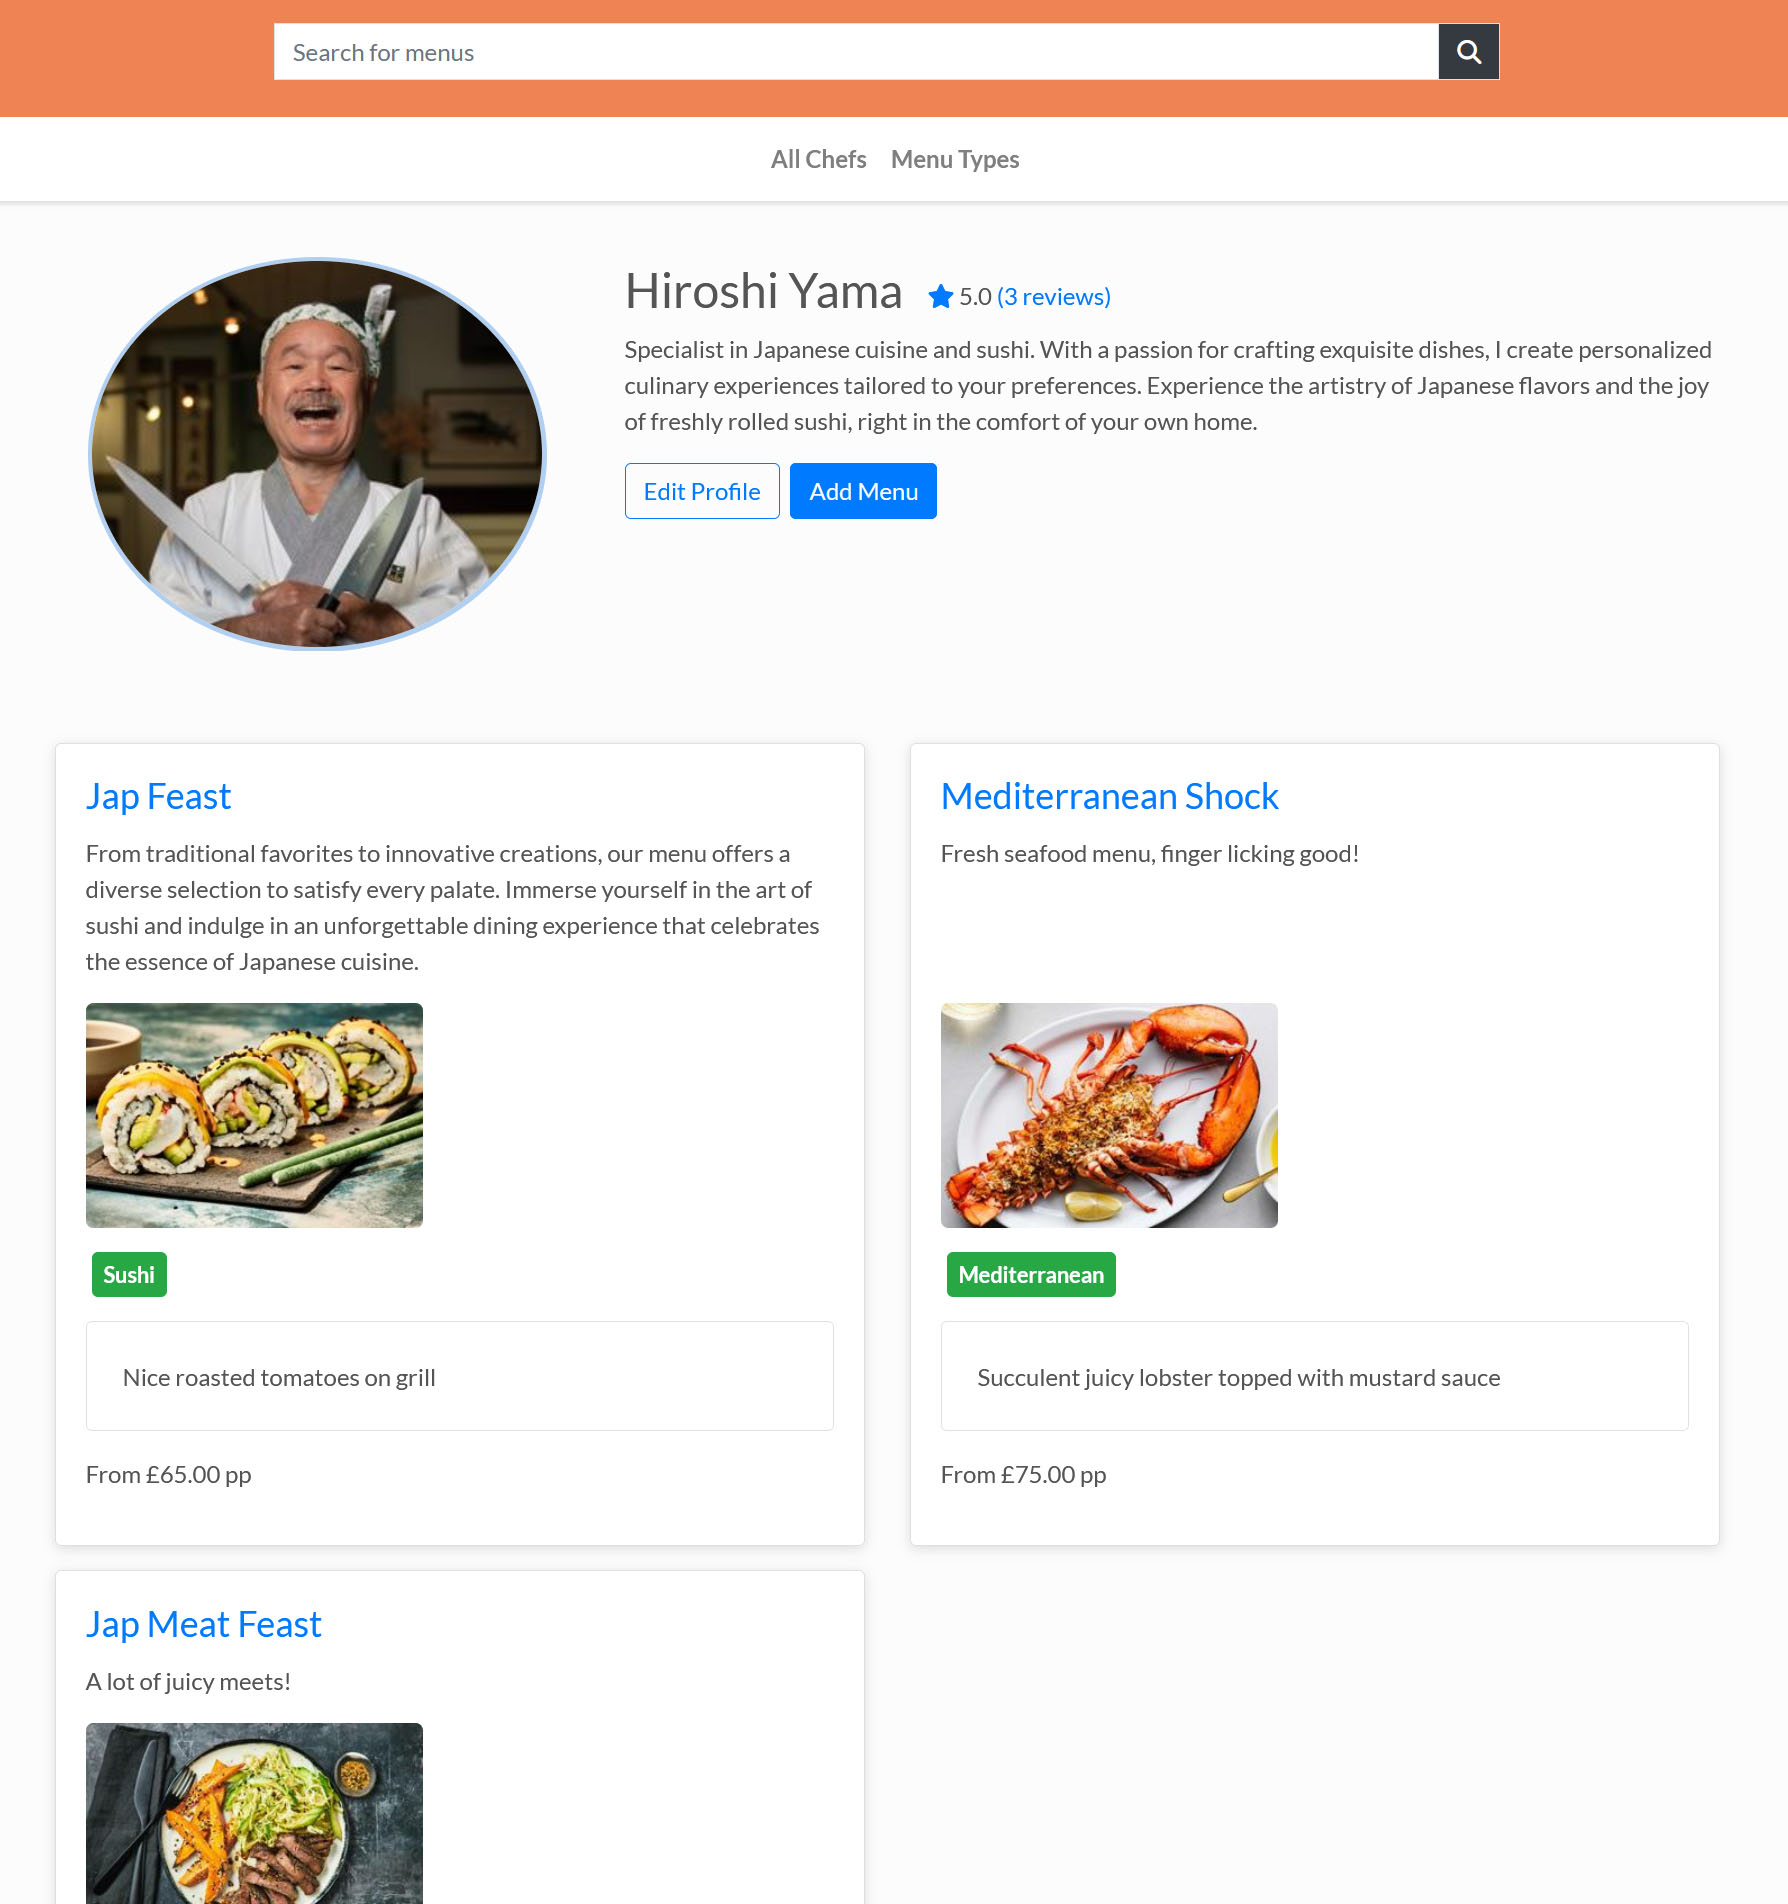 Search for menus
All Chefs Menu Types
Hiroshi Yama 5.0 (3 reviews)
Specialist in Japanese cuisine and sushi. With a passion for crafting exquisite dishes, I create personalized
culinary experiences tailored to your preferences. Experience the artistry of Japanese flavors and the joy
of freshly rolled sushi, right in the comfort of your own home.
Edit Profile Add Menu
Jap Feast
From traditional favorites to innovative creations, our menu offers a
diverse selection to satisfy every palate. Immerse yourself in the art of
sushi and indulge in an unforgettable dining experience that celebrates
the essence of Japanese cuisine.
Sushi
Nice roasted tomatoes on grill
From £65.00 pp
Mediterranean Shock
Fresh seafood menu, finger licking good!
Mediterranean
Succulent juicy lobster topped with mustard sauce
From £75.00 pp
Jap Meat Feast
A lot of juicy meets!